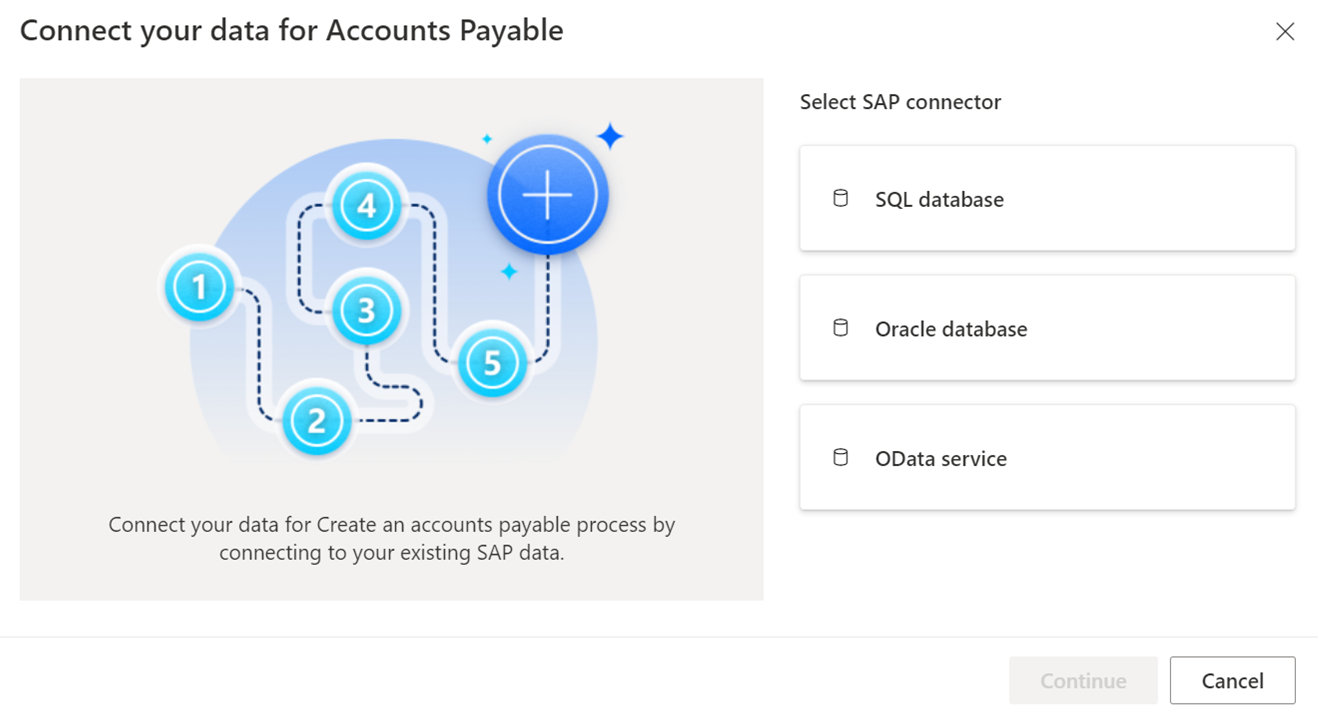 Connect your data for Accounts Payable
1
2
3
4
5
Connect your data for Create an accounts payable process by
connecting to your existing SAP data.
Select SAP connector
SQL database
Oracle database
OData service
Continue
Cancel